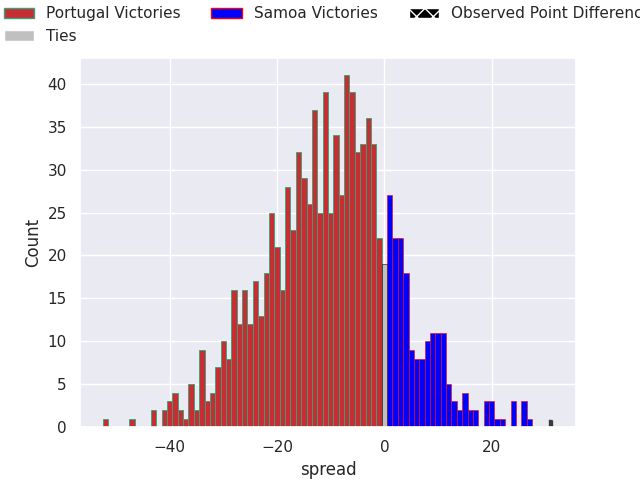 Portugal Victories Samoa Victories Observed Point Differenc
Ties
40
35
30
25
20
15
10
5
0
Count
−40 −20 0 20
spread